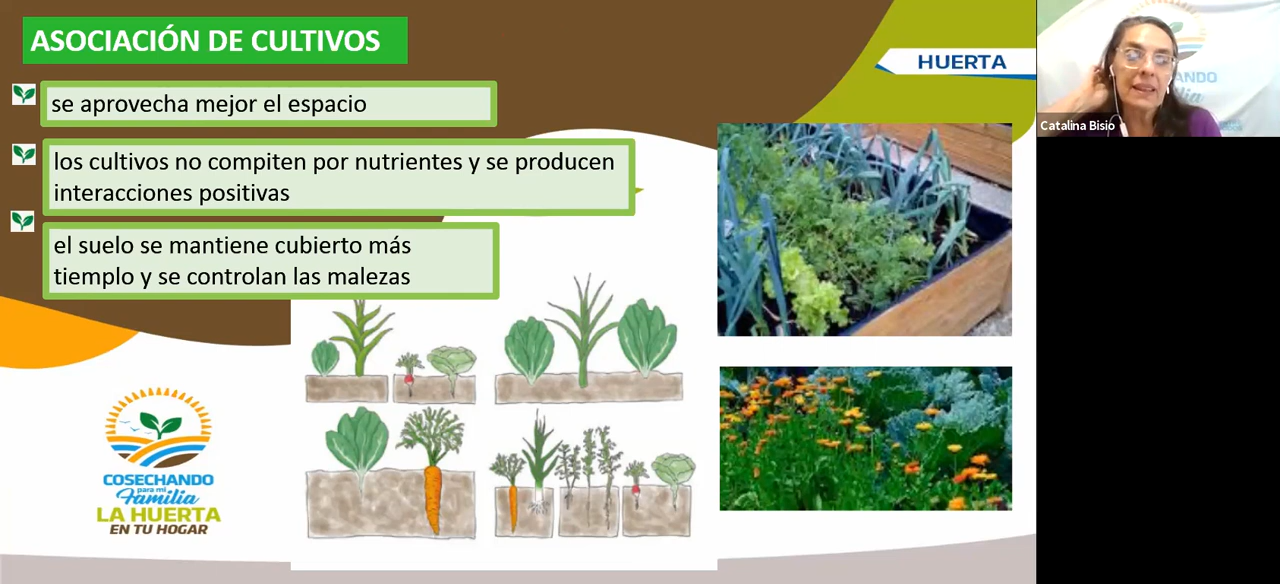 ASOCIACIÓN DE CULTIVOS
HUERTA
se aprovecha mejor el espacio
los cultivos no compiten por nutrientes y se producen
interacciones positivas
el suelo se mantiene cubierto más
tiemplo y se controlan las malezas
COSECHANDO
para mi
Familia
LA HUERTA
EN TU HOGAR
Catalina Bisio